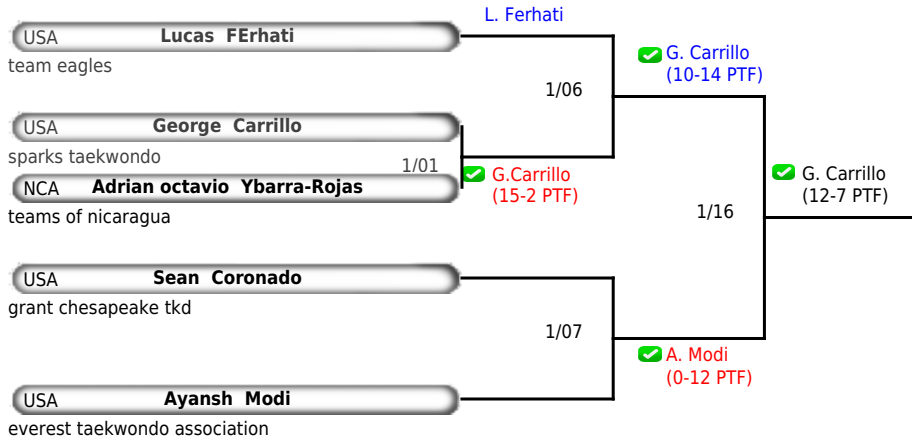 L. Ferhati
USA Lucas FErhati
team eagles
G. Carrillo
(10-14 PTF)
1/06
USA George Carrillo
sparks taekwondo
1/01
G.Carrillo
(15-2 PTF)
NCA Adrian octavio Ybarra-Rojas
teams of nicaragua
G. Carrillo
(12-7 PTF)
1/16
USA Sean Coronado
grant chesapeake tkd
1/07
A. Modi
(0-12 PTF)
USA Ayansh Modi
everest taekwondo association